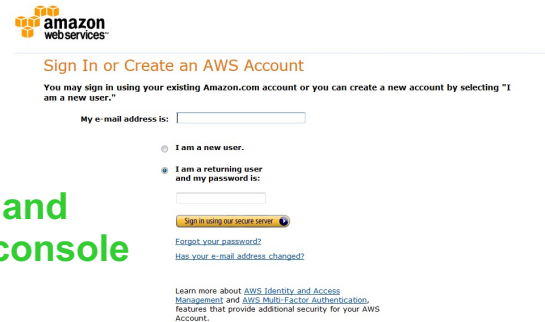 amazon
webservices™
Sign In or Create an AWS Account
You may sign in using your existing Amazon.com account or you can create a new account by selecting "I
am a new user."
My e-mail address is:
I am a new user.
I am a returning user
and my password is:
and
console
Sign in using our secure server
Forgot your password?
Has your e-mail address changed?
Learn more about AWS Identity and Access
Management and AWS Multi-Factor Authentication,
features that provide additional security for your AWS
Account.